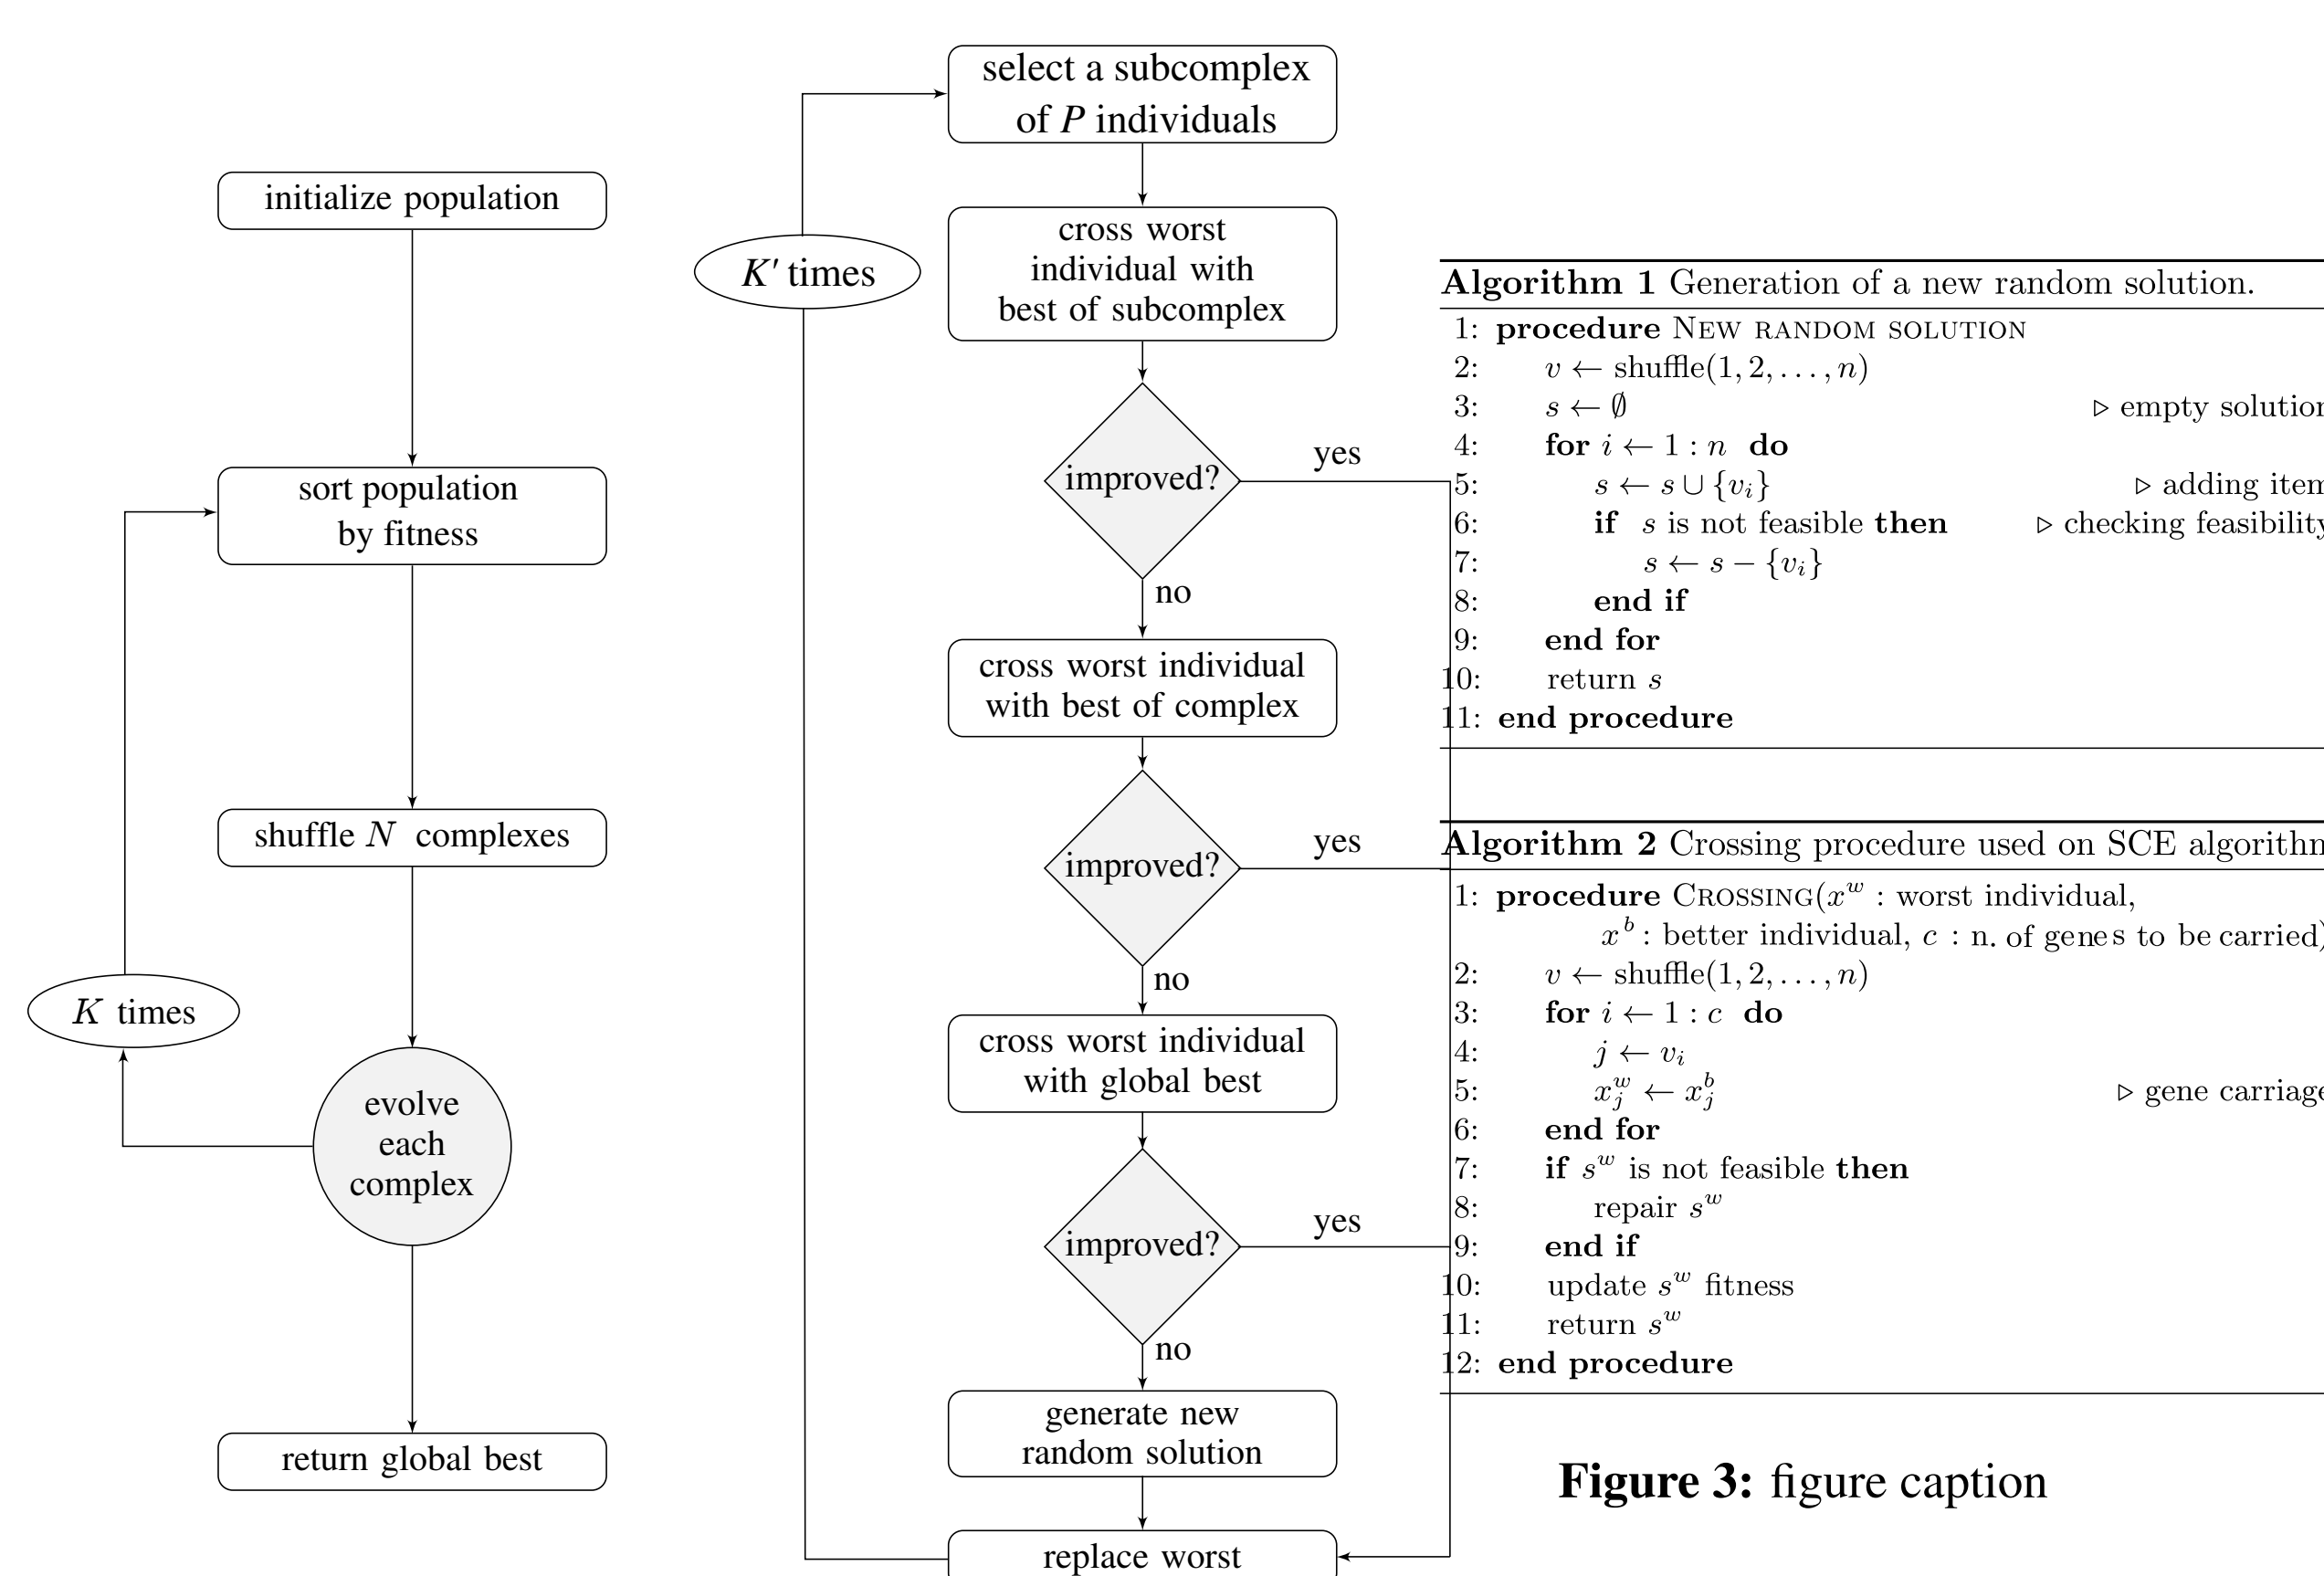 initialize population
sort population
by fitness
shuffle N complexes
K times
evolve
each
complex
return global best
select a subcomplex
of P individuals
K′ times
cross worst
individual with
best of subcomplex
improved?
yes
no
cross worst individual
with best of complex
improved?
yes
no
cross worst individual
with global best
improved?
yes
no
generate new
random solution
replace worst
Algorithm 1 Generation of a new random solution.
1: procedure NEW RANDOM SOLUTION
2: v ← shuffle(1, 2, . . . , n)
3: s ← ∅ ▷ empty solution
4: for i ← 1 : n do
5: s ← s ∪ {v_i} ▷ adding item
6: if s is not feasible then ▷ checking feasibility
7: s ← s − {v_i}
8: end if
9: end for
10: return s
11: end procedure
Algorithm 2 Crossing procedure used on SCE algorithm
1: procedure CROSSING(x^w : worst individual,
x^b : better individual, c : n. of genes to be carried)
2: v ← shuffle(1, 2, . . . , n)
3: for i ← 1 : c do
4: j ← v_i
5: x_j^w ← x_j^b ▷ gene carriage
6: end for
7: if s^w is not feasible then
8: repair s^w
9: end if
10: update s^w fitness
11: return s^w
12: end procedure
Figure 3: figure caption